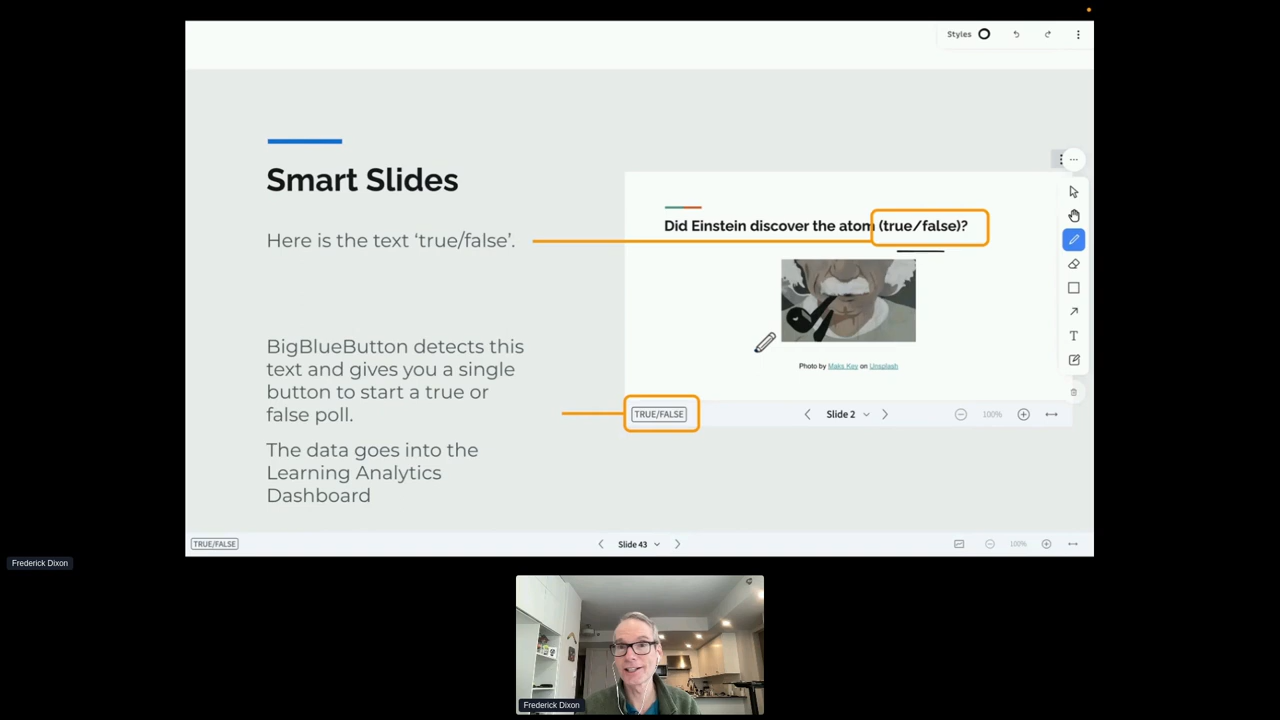 Styles
Smart Slides
Here is the text ‘true/false’.
BigBlueButton detects this
text and gives you a single
button to start a true or
false poll.
The data goes into the
Learning Analytics
Dashboard
Did Einstein discover the atom (true/false)?
Photo by Maks Key on Unsplash
TRUE/FALSE
Slide 2
100%
T
TRUE/FALSE
Slide 43
100%
Frederick Dixon
Frederick Dixon